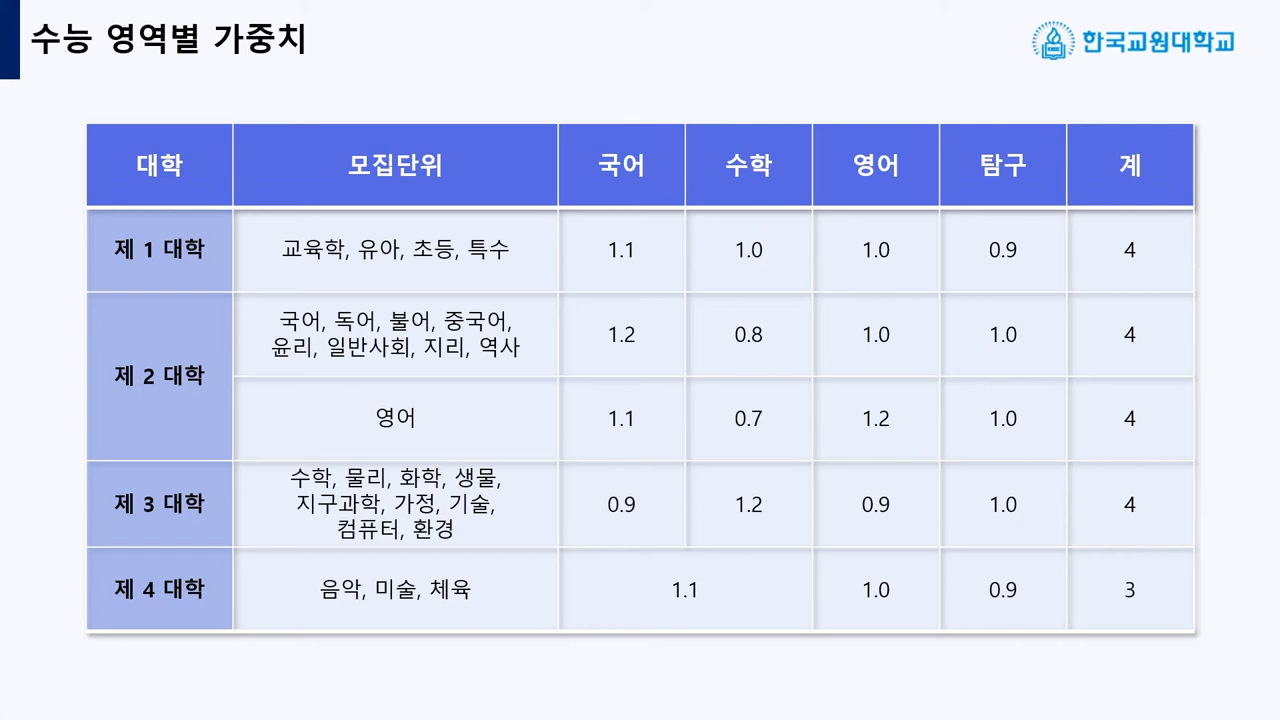 수능 영역별 가중치
한국교원대학교
대학 모집단위 국어 수학 영어 탐구 계
제 1 대학 교육학, 유아, 초등, 특수 1.1 1.0 1.0 0.9 4
제 2 대학
국어, 독어, 불어, 중국어,
윤리, 일반사회, 지리, 역사
1.2 0.8 1.0 1.0 4
영어 1.1 0.7 1.2 1.0 4
제 3 대학
수학, 물리, 화학, 생물,
지구과학, 가정, 기술,
컴퓨터, 환경
0.9 1.2 0.9 1.0 4
제 4 대학 음악, 미술, 체육 1.1 1.0 0.9 3